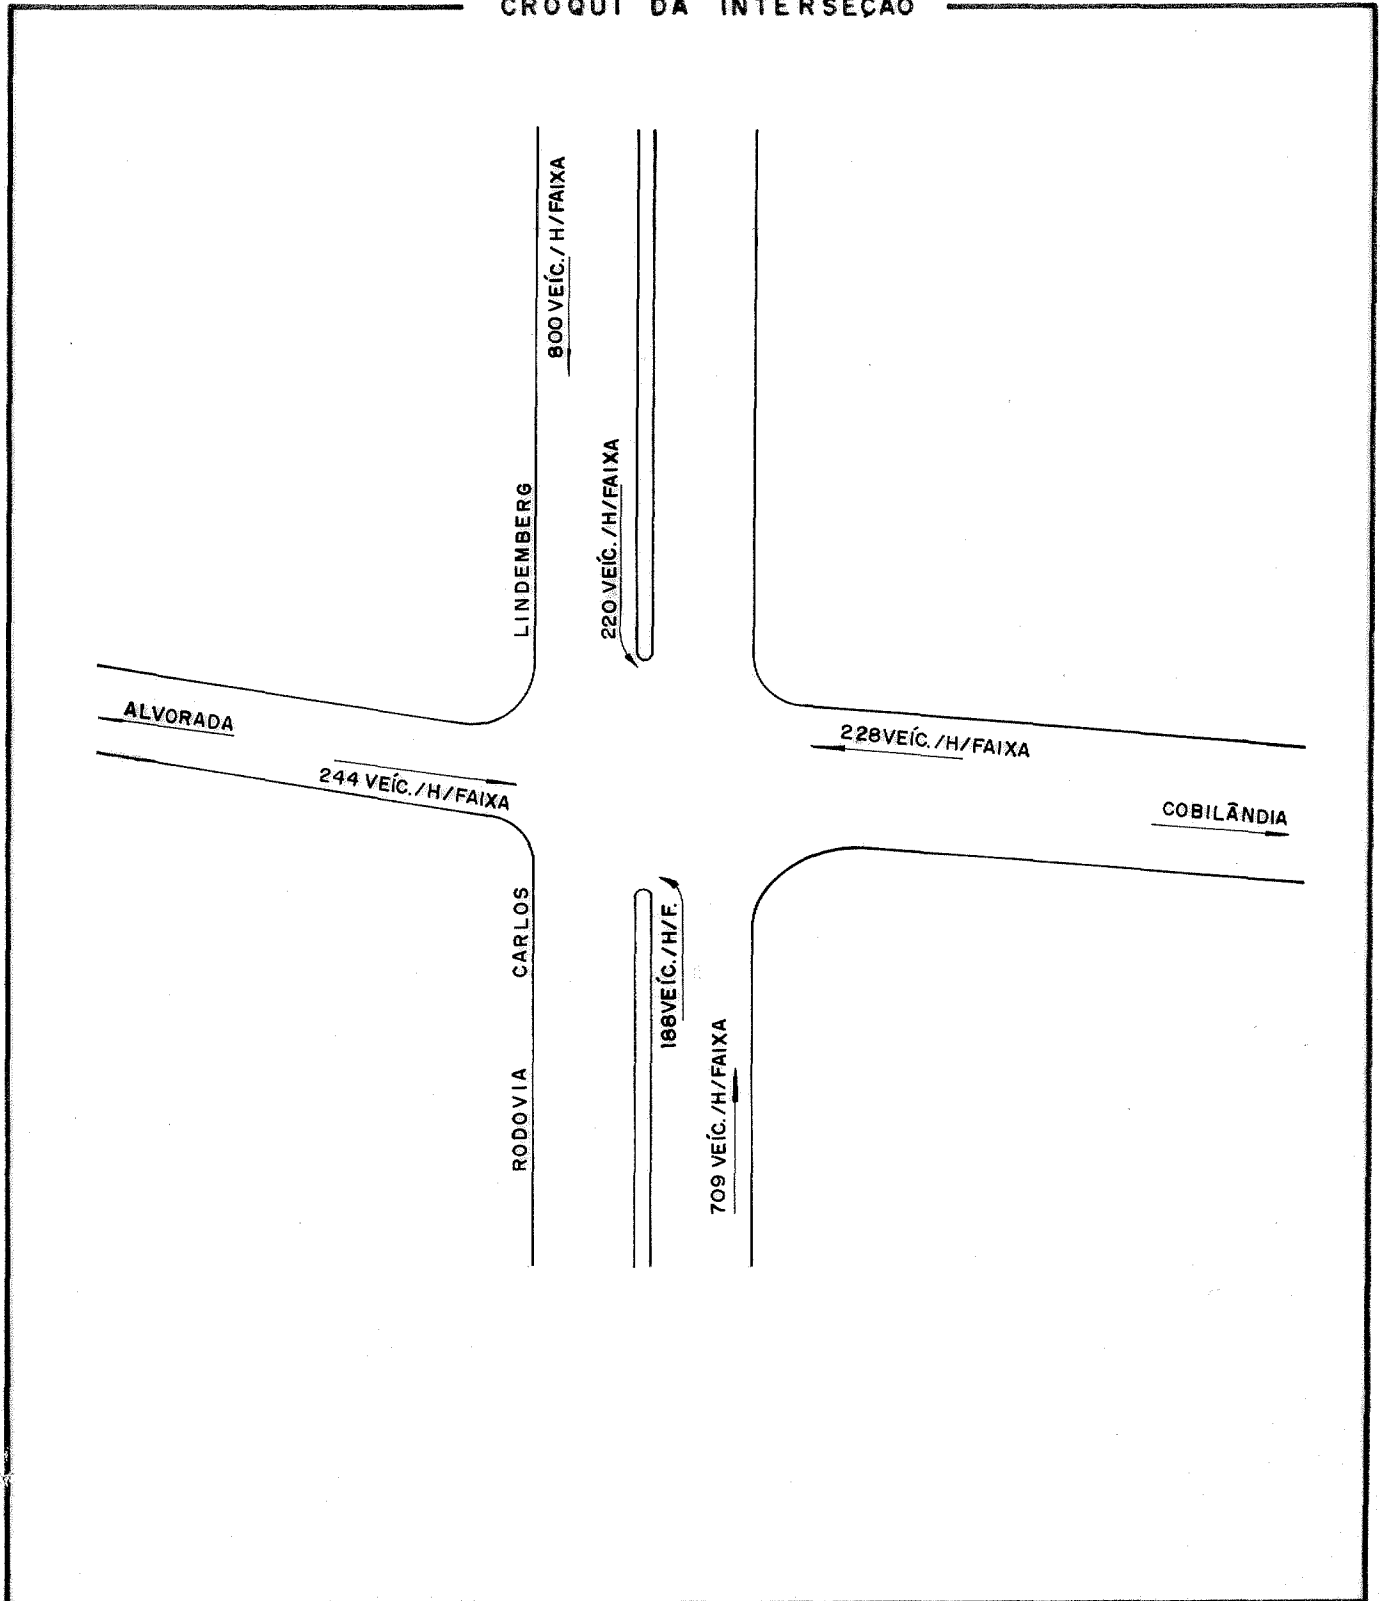 CROQUI DA INTERSEÇÃO
800 VEÍC./H/FAIXA
220 VEÍC./H/FAIXA
LINDEMBERG
ALVORADA
228 VEÍC./H/FAIXA
244 VEÍC./H/FAIXA
COBILÂNDIA
CARLOS
188 VEÍC./H/F.
RODOVIA
709 VEÍC./H/FAIXA